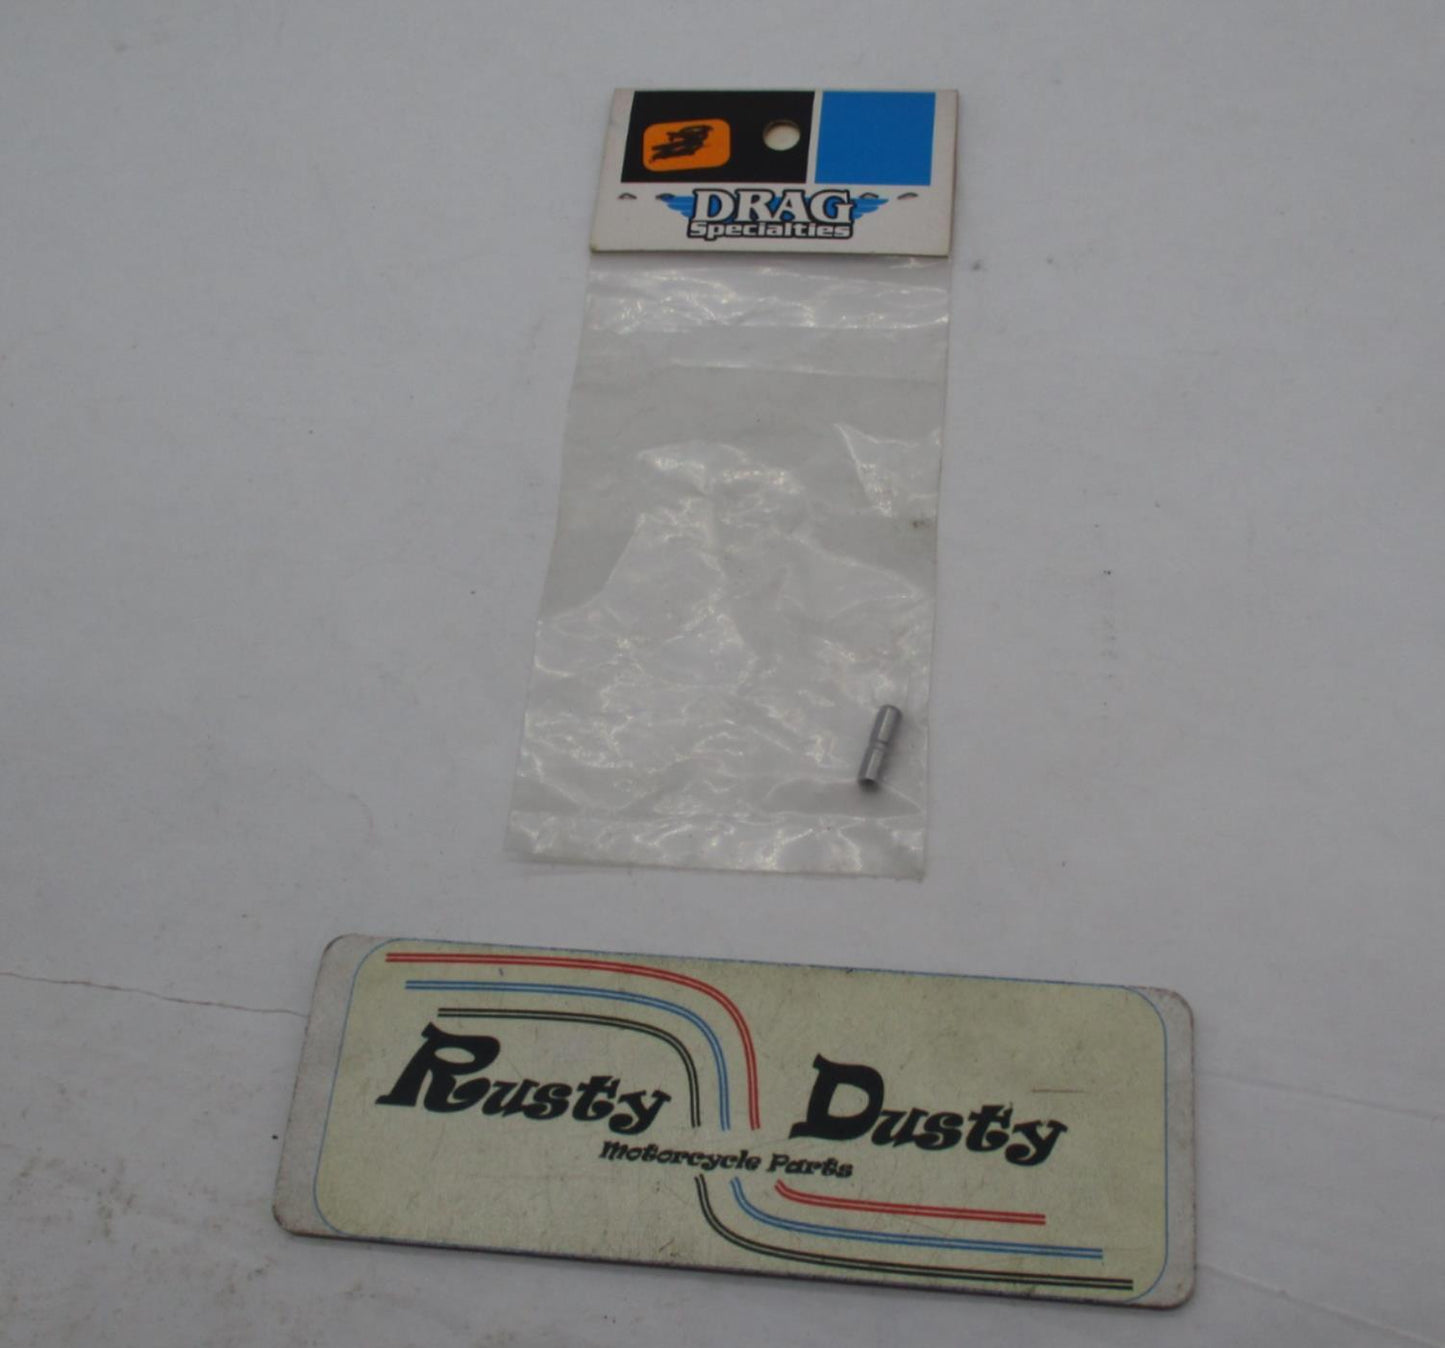 DRAG
Specialties
Rusty Dusty
Motorcycle Parts